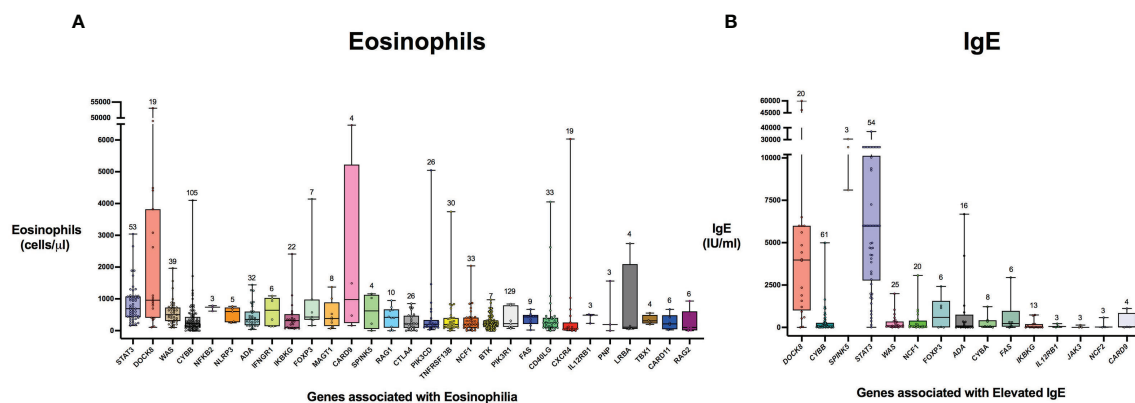 A
B
Eosinophils
IgE
55000
50000
6000
5000
4000
3000
2000
1000
0
Eosinophils
(cells/µl)
53
19
39
105
3
5
32
6
22
7
8
4
4
10
26
26
30
33
7
129
9
33
19
3
3
4
4
6
6
STAT3
DOCK8
WAS
CYBB
NFKB2
NLRP3
ADA
IFNGR1
IKBKG
FOXP3
MAGT1
CARD9
SPINK5
RAG1
CTLA4
PIK3CD
TNFRSF13B
NCF1
BTK
PIK3R1
FAS
CD40LG
CXCR4
IL12RB1
PNP
LRBA
TBX1
CARD11
RAG2
Genes associated with Eosinophilia
60000
50000
40000
30000
20000
10000
7500
5000
2500
0
IgE
(IU/ml)
20
61
3
54
25
20
6
16
8
6
13
3
3
3
4
DOCK8
CYBB
SPINK5
STAT3
WAS
NCF1
FOXP3
ADA
CYBA
FAS
IKBKG
IL12RB1
JAK3
NCF2
CARD9
Genes associated with Elevated IgE